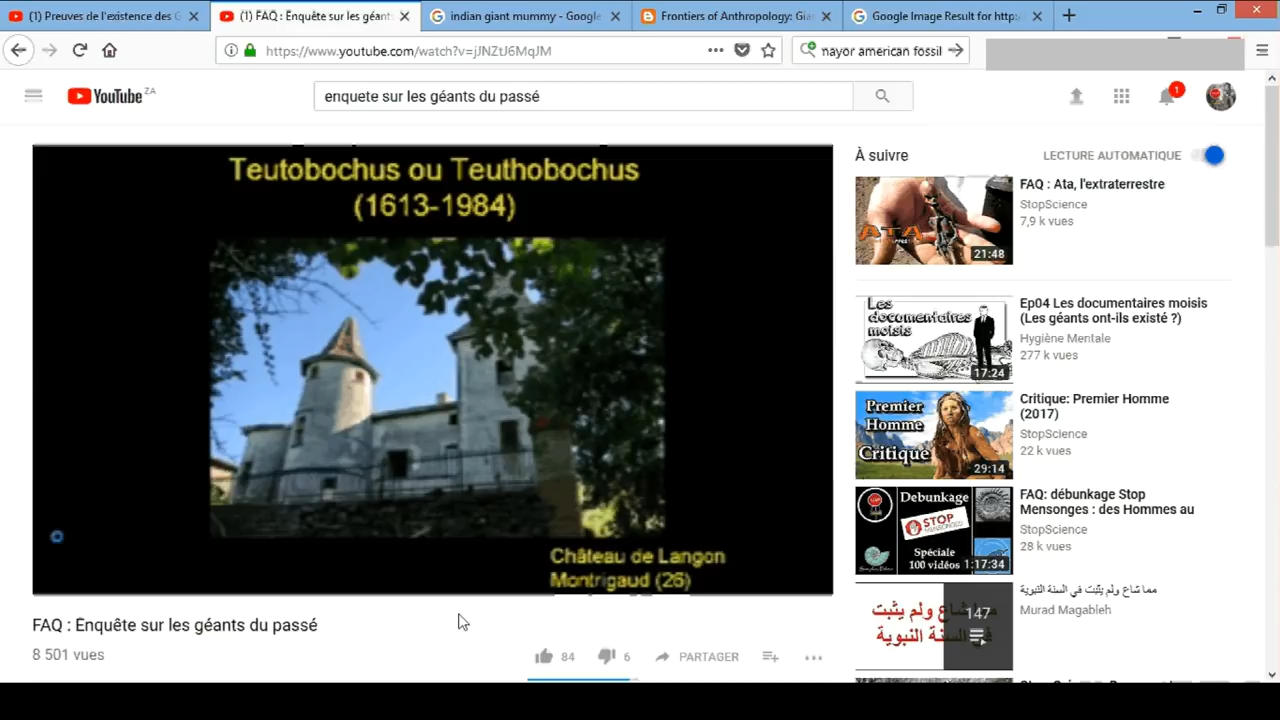 (1) Preuves de l'existence des G
(1) FAQ : Enquête sur les géants
indian giant mummy - Google
Frontiers of Anthropology: Gia
Google Image Result for http:
https://www.youtube.com/watch?v=jJNZtJ6MqJM
nayor american fossil
YouTube ZA
enquete sur les géants du passé
1
Teutobochus ou Teuthobochus
(1613-1984)
Château de Langon
Montrigaud (26)
FAQ : Enquête sur les géants du passé
8 501 vues
84
6
PARTAGER
À suivre
LECTURE AUTOMATIQUE
ATA
21:48
FAQ : Ata, l'extraterrestre
StopScience
7,9 k vues
Les
documentaires
moisis
17:24
Ep04 Les documentaires moisis
(Les géants ont-ils existé ?)
Hygiène Mentale
277 k vues
Premier
Homme
Critique
29:14
Critique: Premier Homme
(2017)
StopScience
22 k vues
Debunkage
STOP
MENSONGES
Spéciale
100 vidéos
1:17:34
FAQ: débunkage Stop
Mensonges : des Hommes au
StopScience
28 k vues
147
مما شاع ولم يثبت في السنة النبوية
Murad Magableh